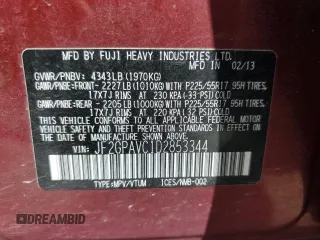 MFD BY FUJI HEAVY INDUSTRIES LTD.
02/13
GVWR/PNBV: 4343LB (1970KG)
GAWR/PNBE:FRONT- 2227LB (1010KG) WITH P225/55R17 95H TIRES,
17X7J RIMS AT 230 KPA (33 PSI) COLD
GAWR/PNBE:REAR - 2205LB (1000KG) WITH P225/55R17 95H TIRES,
17X7J RIMS AT 220 KPA (32 PSI) COLD
THIS VEHICLE CONFORMS TO ALL APPLICABLE
FEDERAL MOTOR VEHICLE SAFETY, BUMPER, AND
THEFT PREVENTION STANDARDS IN EFFECT ON THE
DATE OF MANUFACTURE SHOWN ABOVE.
VIN: JF2GPAVC1D2853344
TYPE:MPV/VTUM ICES/NMB-002
AMERICABID